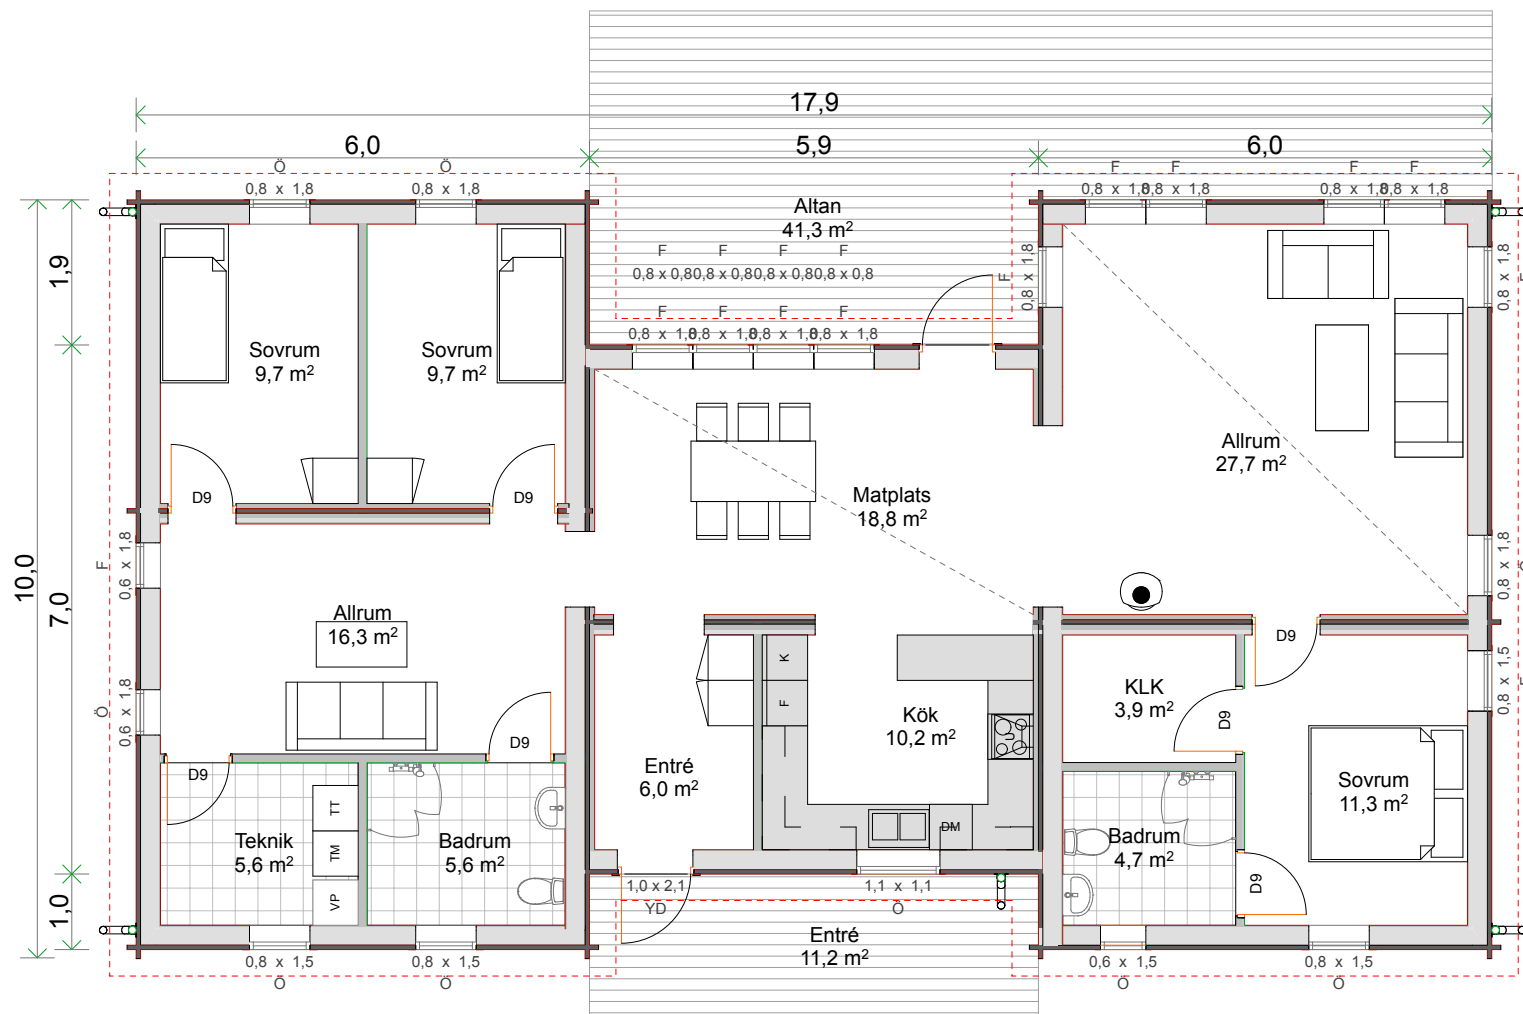 17,9
6,0
5,9
6,0
Ö
Ö
F
F
F
F
0,8 x 1,8
0,8 x 1,8
0,8 x 1,8
0,8 x 1,8
0,8 x 1,8
0,8 x 1,8
Altan
41,3 m²
F
F
F
F
0,8 x 0,8
0,8 x 0,8
0,8 x 0,8
0,8 x 0,8
F
F
F
F
0,8 x 1,8
0,8 x 1,8
0,8 x 1,8
0,8 x 1,8
F
0,8 x 1,8
0,8 x 1,8
1,9
10,0
7,0
1,0
Sovrum
9,7 m²
Sovrum
9,7 m²
Allrum
27,7 m²
Matplats
18,8 m²
D9
D9
F
0,6 x 1,8
0,8 x 1,8
Allrum
16,3 m²
D9
Ö
0,6 x 1,8
K
F
Kök
10,2 m²
U
KLK
3,9 m²
D9
0,8 x 1,5
D9
D9
Entré
6,0 m²
Sovrum
11,3 m²
TT
TM
VP
Teknik
5,6 m²
Badrum
5,6 m²
DM
Badrum
4,7 m²
D9
1,0 x 2,1
YD
1,1 x 1,1
Ö
Entré
11,2 m²
0,8 x 1,5
Ö
0,8 x 1,5
Ö
0,6 x 1,5
Ö
0,8 x 1,5
Ö